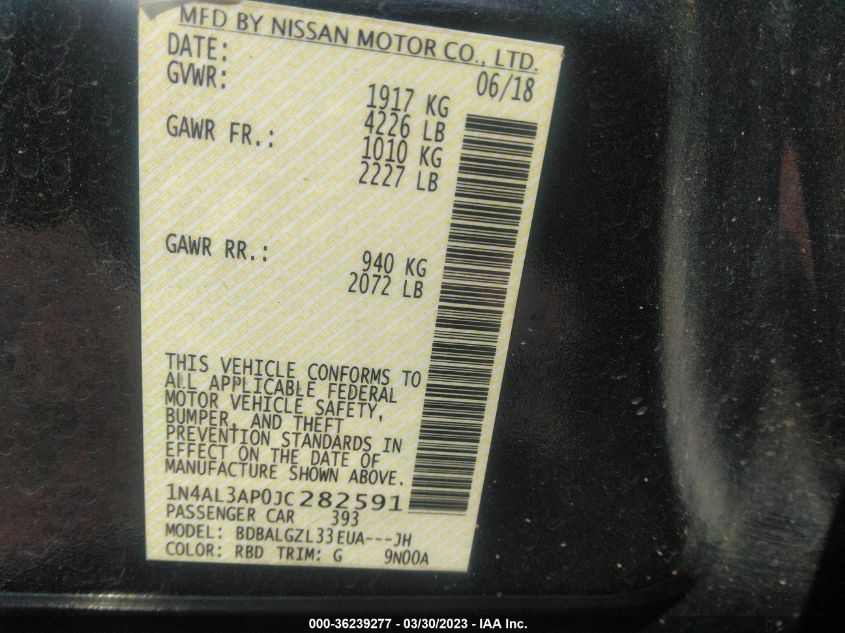 MFD BY NISSAN MOTOR CO., LTD.
DATE: 06/18
GVWR: 1917 KG
4226 LB
GAWR FR.: 1010 KG
2227 LB
GAWR RR.: 940 KG
2072 LB
THIS VEHICLE CONFORMS TO
ALL APPLICABLE FEDERAL
MOTOR VEHICLE SAFETY,
BUMPER, AND THEFT
PREVENTION STANDARDS IN
EFFECT ON THE DATE OF
MANUFACTURE SHOWN ABOVE.
1N4AL3AP0JC282591
PASSENGER CAR 393
MODEL: BDBALGZL33EUA---JH
COLOR: RBD TRIM: G 9N00A
000-36239277 - 03/30/2023 - IAA Inc.